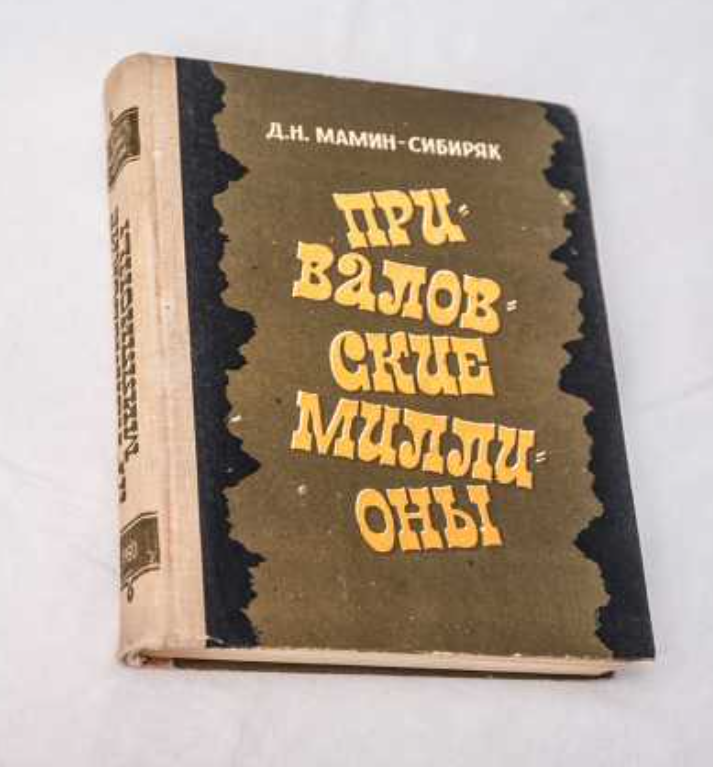 Д.Н. МАМИН-СИБИРЯК
ПРИ-
ВАЛОВ-
СКИЕ
МИЛЛИ-
ОНЫ